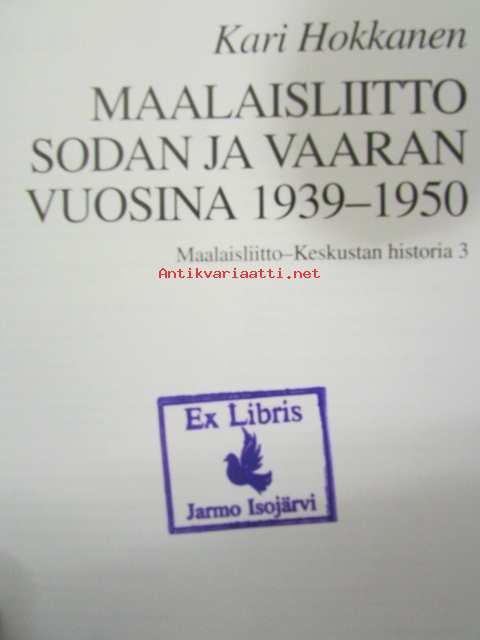 Kari Hokkanen
MAALAISLIITTO
SODAN JA VAARAN
VUOSINA 1939–1950
Maalaisliitto–Keskustan historia 3
Antikvariaatti.net
Ex Libris
Jarmo Isojärvi